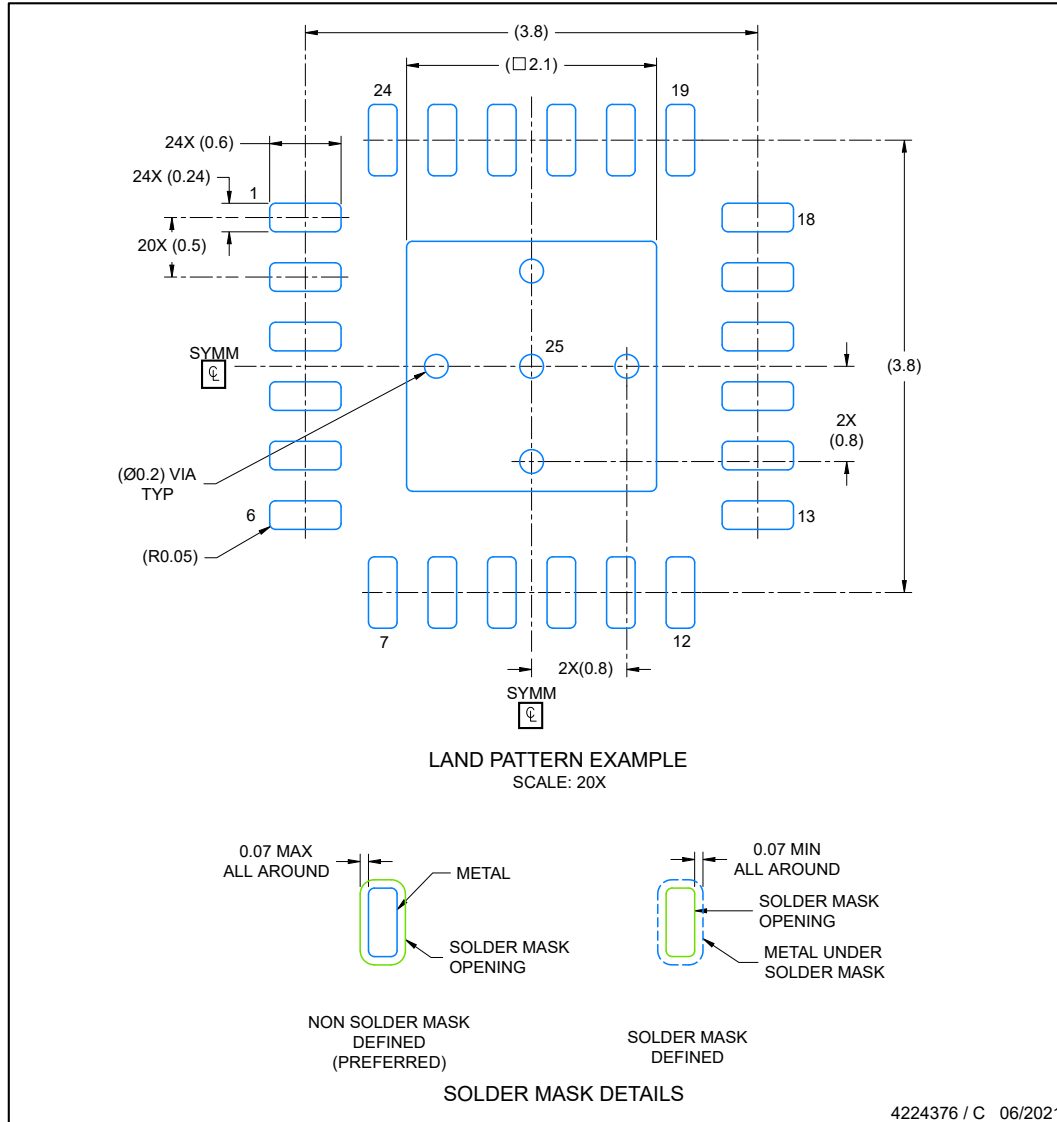 (3.8)
(□2.1)
24
19
24X (0.6)
24X (0.24)
1
18
20X (0.5)
25
SYMM
℄
(3.8)
2X
(0.8)
(Ø0.2) VIA
TYP
6
13
(R0.05)
7
12
2X(0.8)
SYMM
℄
LAND PATTERN EXAMPLE
SCALE: 20X
0.07 MAX
ALL AROUND
METAL
SOLDER MASK
OPENING
NON SOLDER MASK
DEFINED
(PREFERRED)
0.07 MIN
ALL AROUND
SOLDER MASK
OPENING
METAL UNDER
SOLDER MASK
SOLDER MASK
DEFINED
SOLDER MASK DETAILS
4224376 / C 06/2021